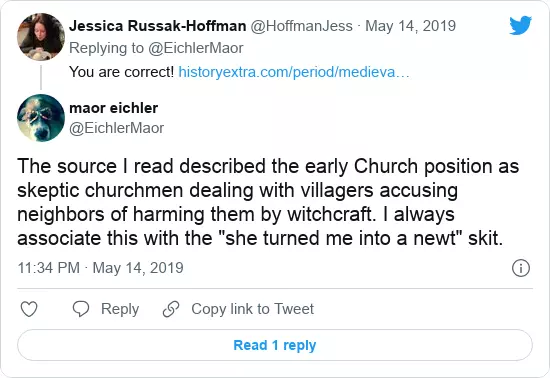 Jessica Russak-Hoffman @HoffmanJess · May 14, 2019
Replying to @EichlerMaor
You are correct! historyextra.com/period/medieva…
maor eichler
@EichlerMaor
The source I read described the early Church position as
skeptic churchmen dealing with villagers accusing
neighbors of harming them by witchcraft. I always
associate this with the "she turned me into a newt" skit.
11:34 PM · May 14, 2019
Reply
Copy link to Tweet
Read 1 reply